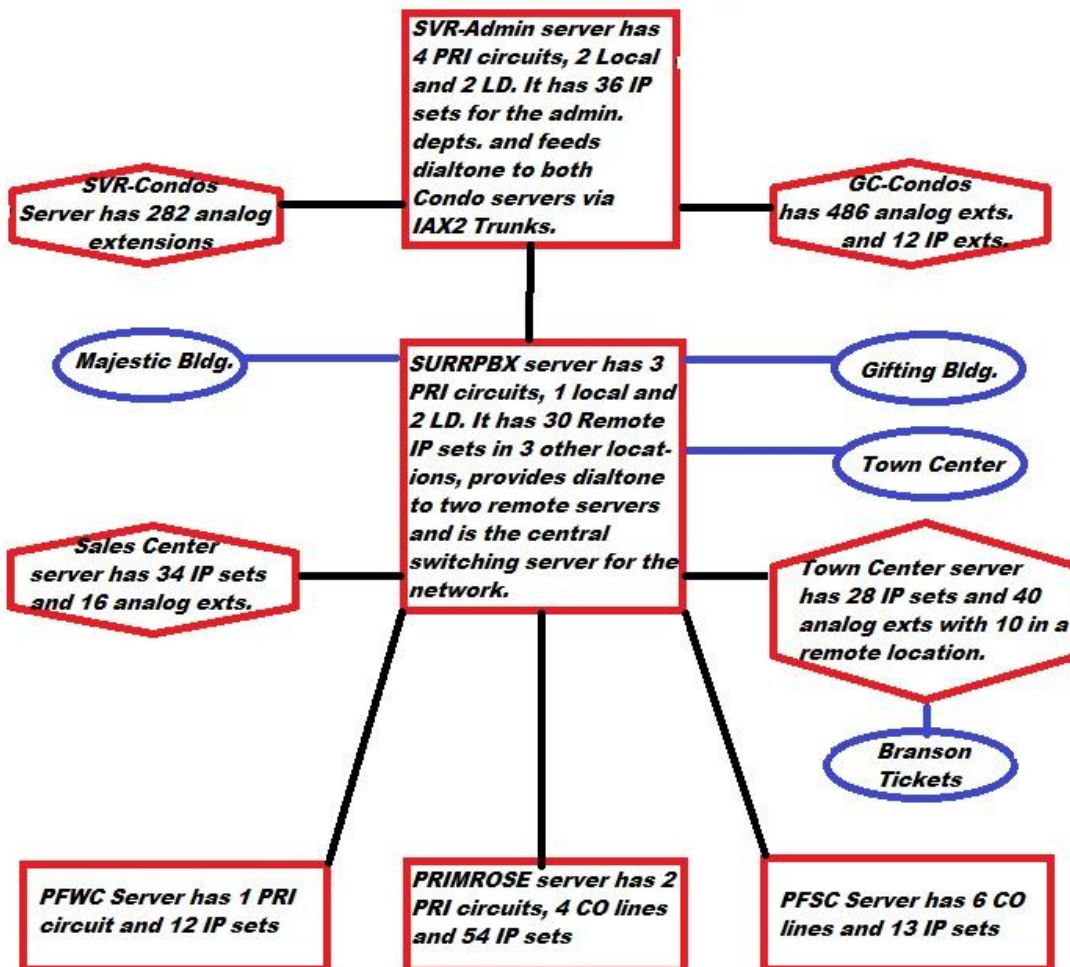 SVR-Admin server has
4 PRI circuits, 2 Local
and 2 LD. It has 36 IP
sets for the admin.
depts. and feeds
dialtone to both
Condo servers via
IAX2 Trunks.
SVR-Condos
Server has 282 analog
extensions
GC-Condos
has 486 analog exts.
and 12 IP exts.
Majestic Bldg.
SURRPBX server has 3
PRI circuits, 1 local and
2 LD. It has 30 Remote
IP sets in 3 other locat-
ions, provides dialtone
to two remote servers
and is the central
switching server for the
network.
Gifting Bldg.
Town Center
Sales Center
server has 34 IP sets
and 16 analog exts.
Town Center server
has 28 IP sets and 40
analog exts with 10 in a
remote location.
Branson
Tickets
PFWC Server has 1 PRI
circuit and 12 IP sets
PRIMROSE server has 2
PRI circuits, 4 CO lines
and 54 IP sets
PFSC Server has 6 CO
lines and 13 IP sets